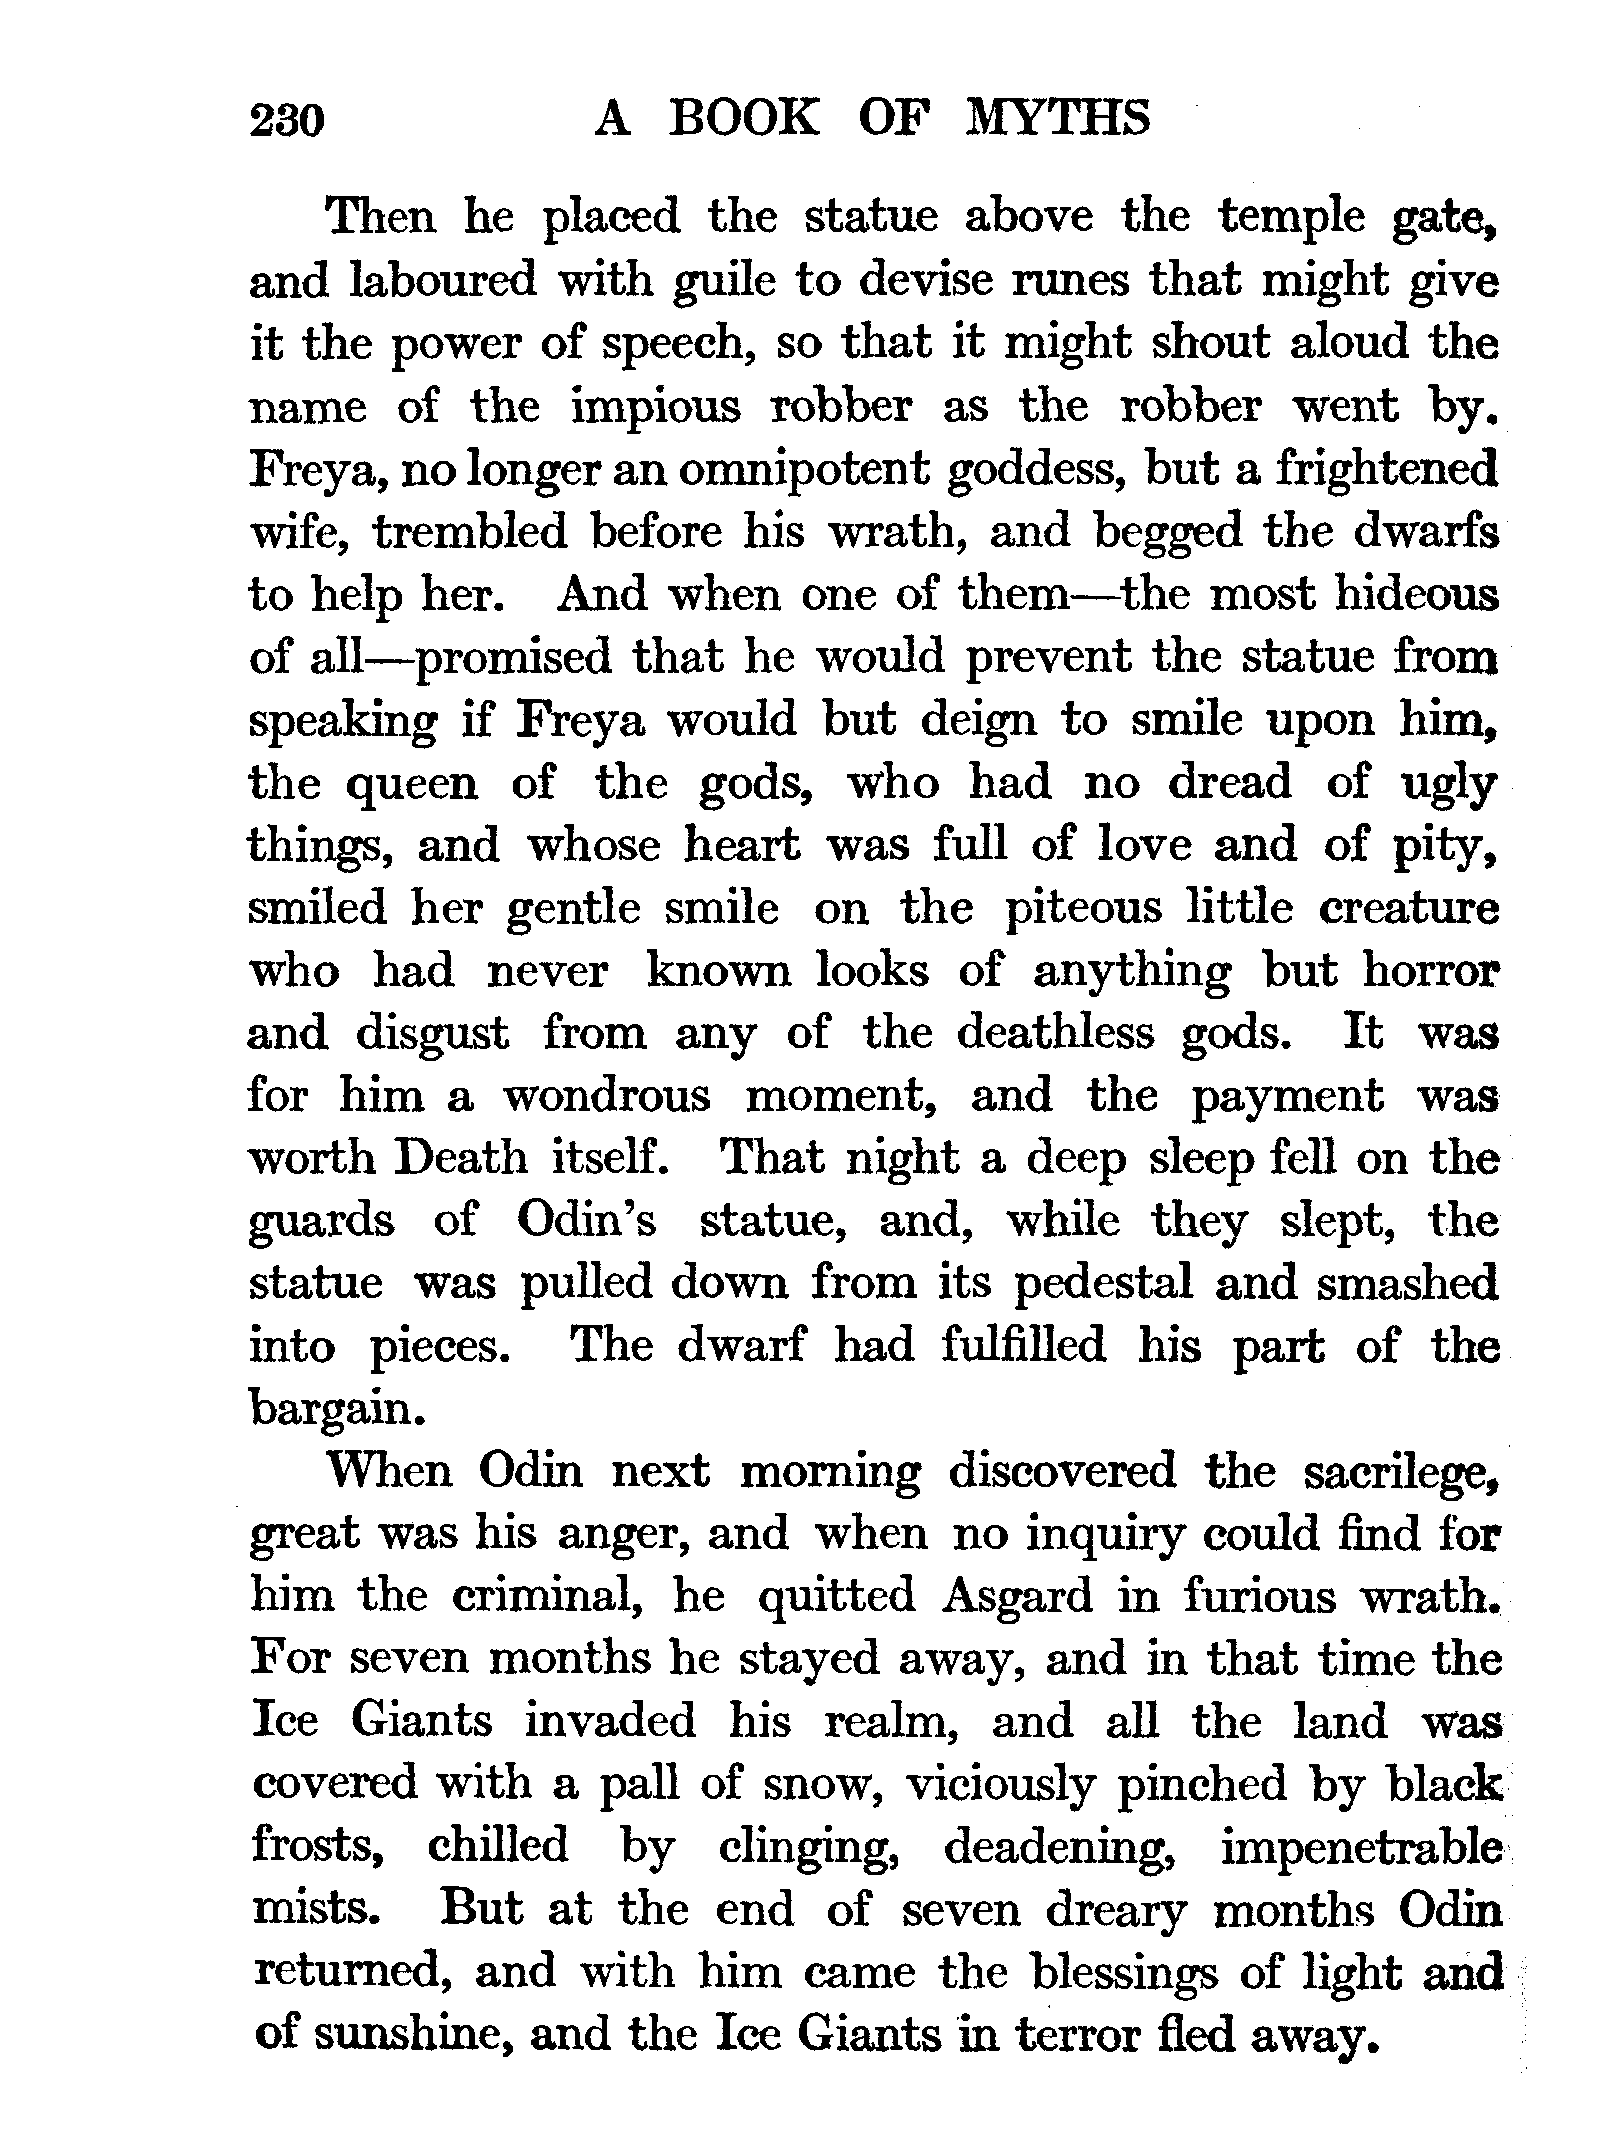 230 A BOOK OF MYTHS
Then he placed the statue above the temple gate,
and laboured with guile to devise runes that might give
it the power of speech, so that it might shout aloud the
name of the impious robber as the robber went by.
Freya, no longer an omnipotent goddess, but a frightened
wife, trembled before his wrath, and begged the dwarfs
to help her. And when one of them—the most hideous
of all—promised that he would prevent the statue from
speaking if Freya would but deign to smile upon him,
the queen of the gods, who had no dread of ugly
things, and whose heart was full of love and of pity,
smiled her gentle smile on the piteous little creature
who had never known looks of anything but horror
and disgust from any of the deathless gods. It was
for him a wondrous moment, and the payment was
worth Death itself. That night a deep sleep fell on the
guards of Odin's statue, and, while they slept, the
statue was pulled down from its pedestal and smashed
into pieces. The dwarf had fulfilled his part of the
bargain.
When Odin next morning discovered the sacrilege,
great was his anger, and when no inquiry could find for
him the criminal, he quitted Asgard in furious wrath.
For seven months he stayed away, and in that time the
Ice Giants invaded his realm, and all the land was
covered with a pall of snow, viciously pinched by black
frosts, chilled by clinging, deadening, impenetrable
mists. But at the end of seven dreary months Odin
returned, and with him came the blessings of light and
of sunshine, and the Ice Giants in terror fled away.